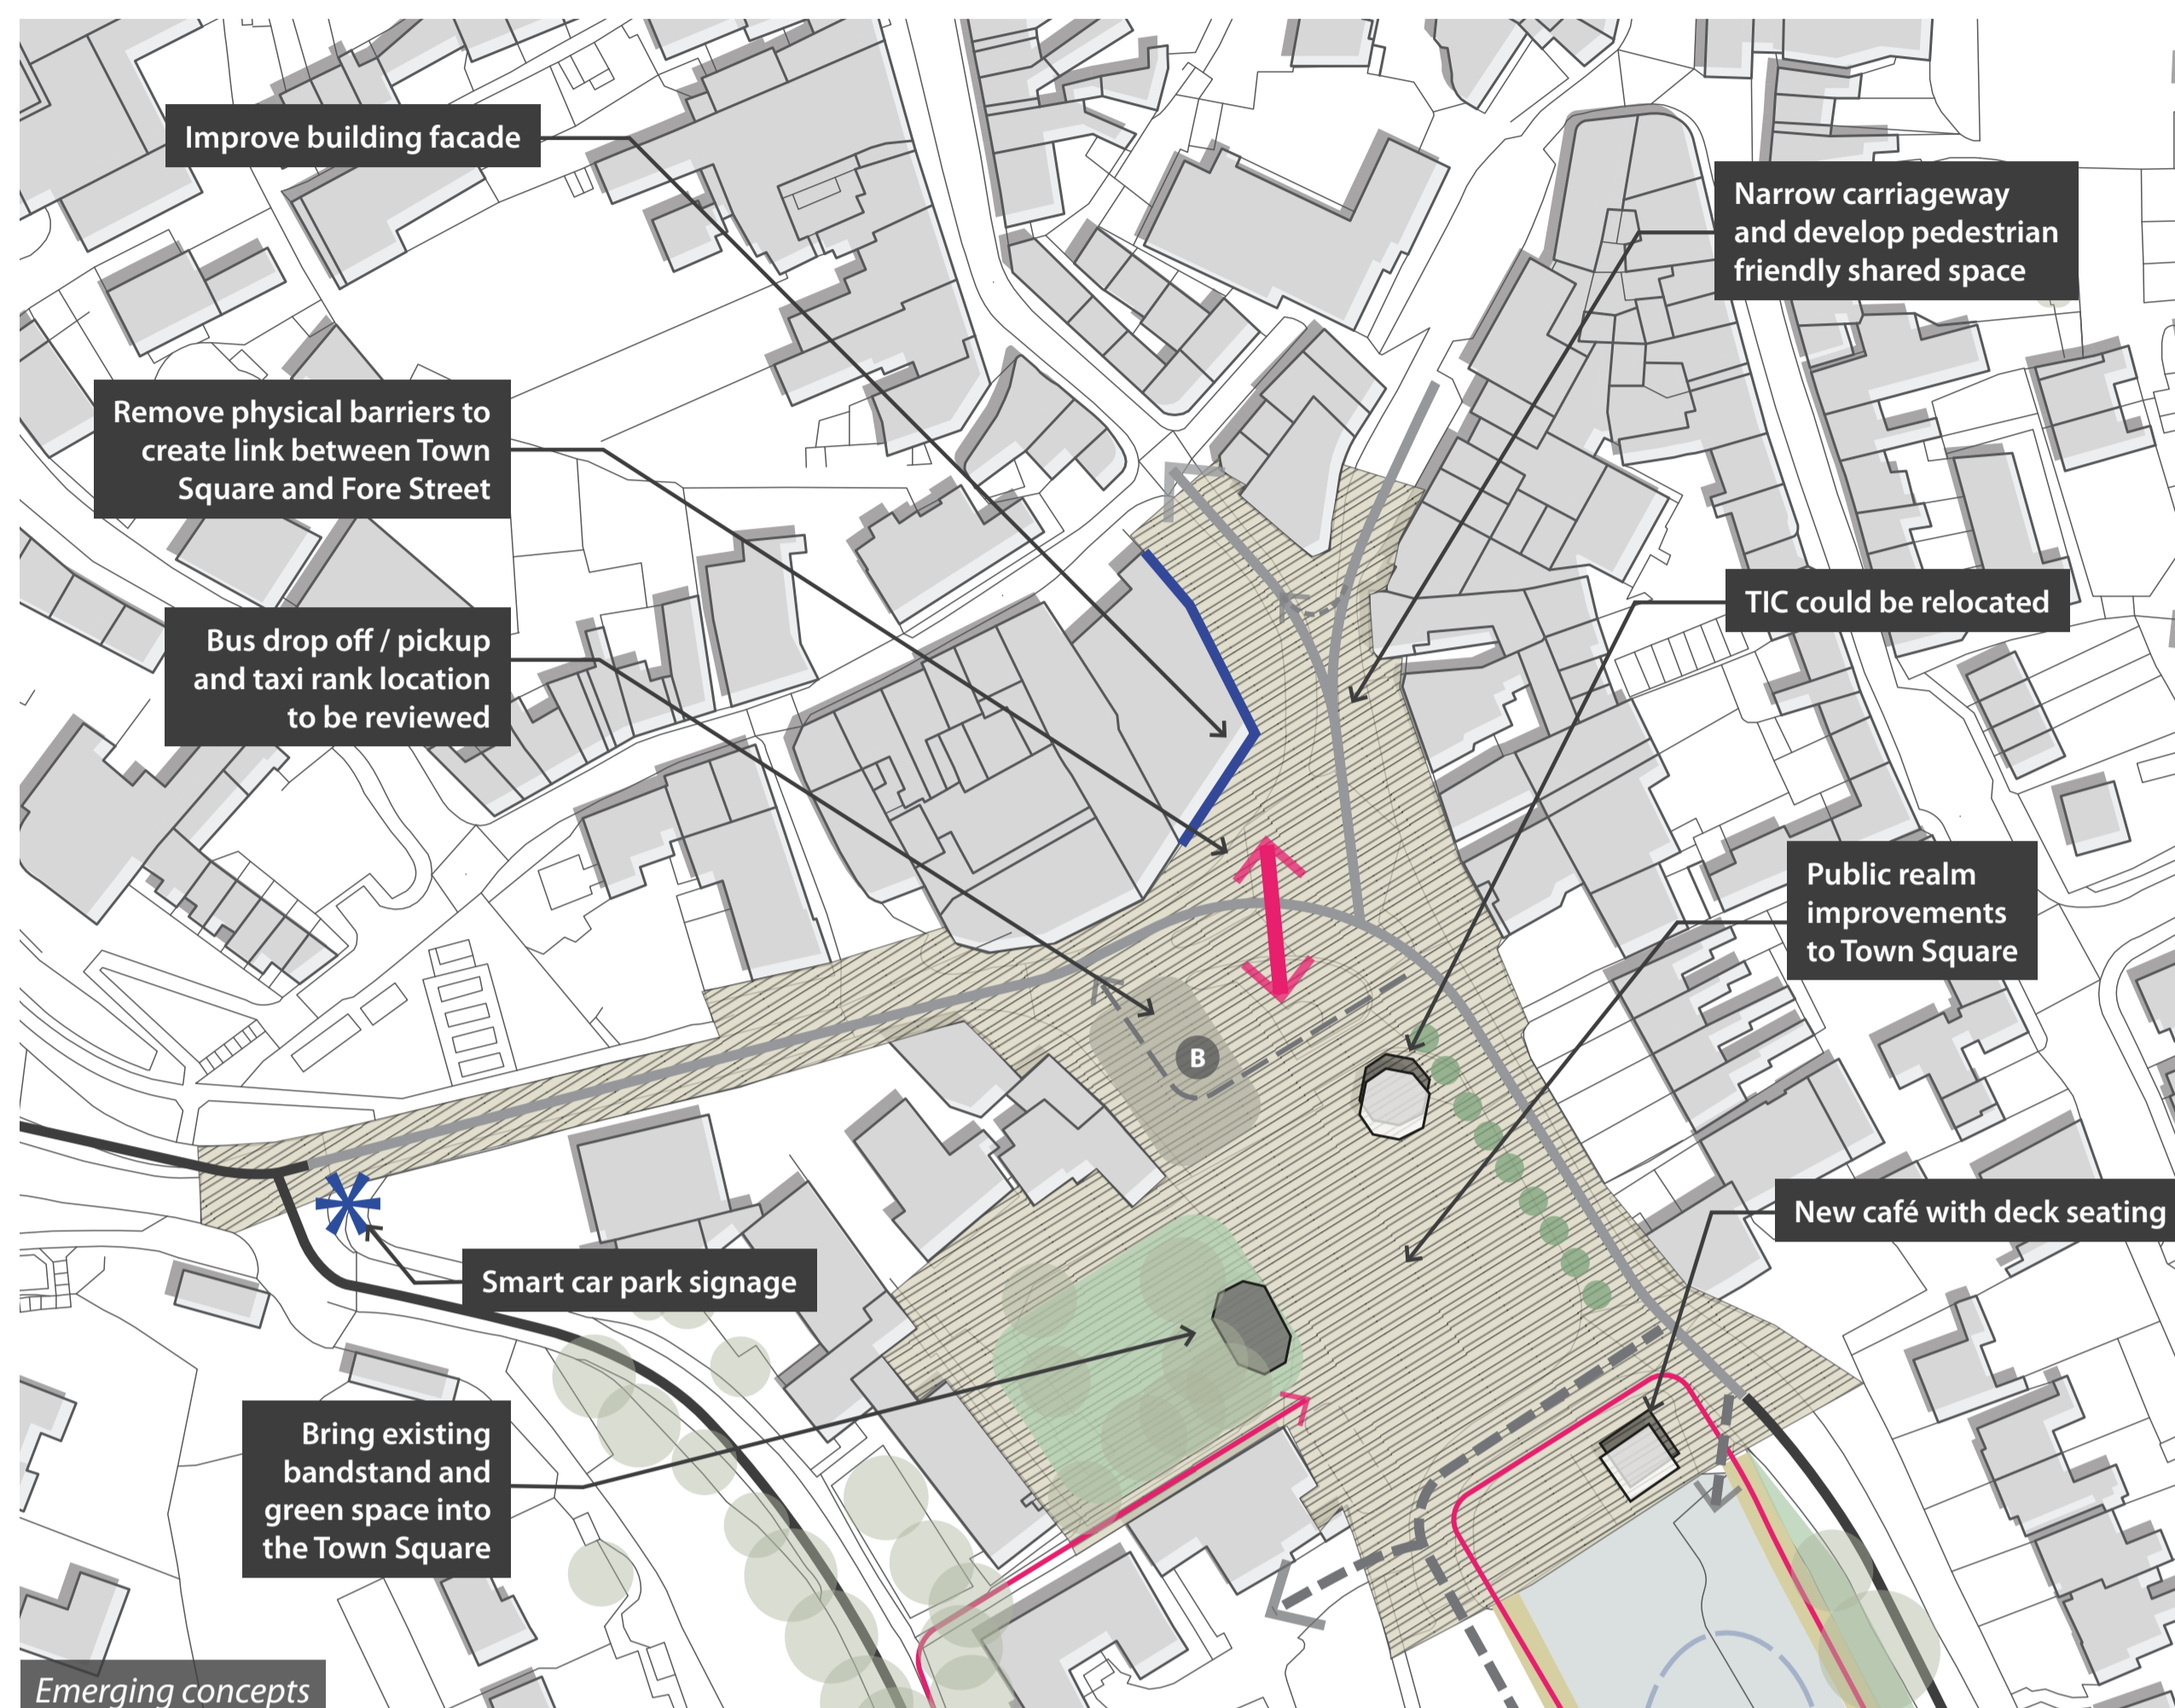 Improve building facade
Narrow carriageway
and develop pedestrian
friendly shared space
Remove physical barriers to
create link between Town
Square and Fore Street
TIC could be relocated
Bus drop off / pickup
and taxi rank location
to be reviewed
Public realm
improvements
to Town Square
B
New café with deck seating
Smart car park signage
Bring existing
bandstand and
green space into
the Town Square
Emerging concepts